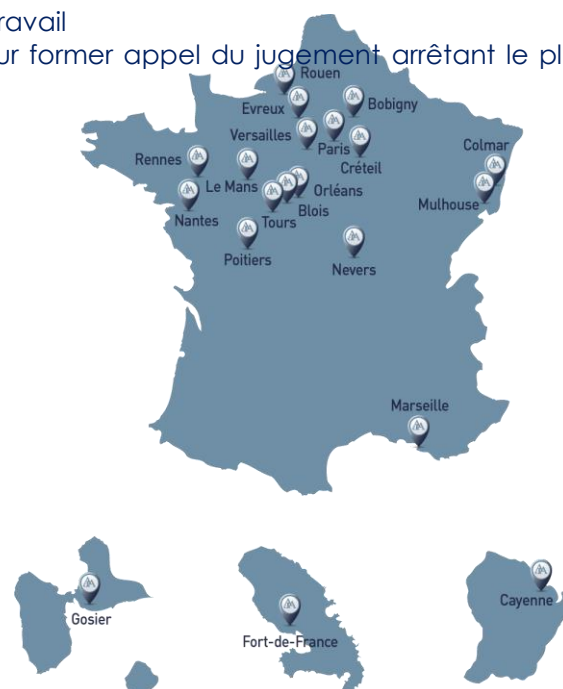 ravail
ur former appel du jugement arrêtant le pl
Rouen
Evreux
Bobigny
Versailles
Paris
Créteil
Colmar
Rennes
Le Mans
Orléans
Mulhouse
Nantes
Tours
Blois
Poitiers
Nevers
Marseille
Gosier
Fort-de-France
Cayenne